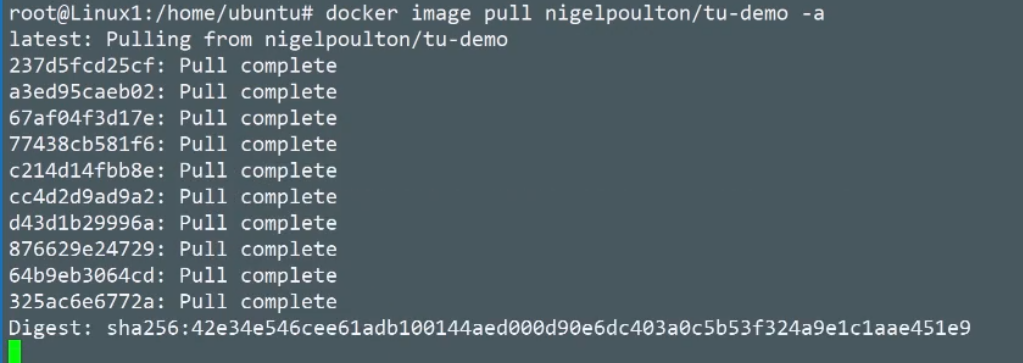 root@Linux1:/home/ubuntu# docker image pull nigelpoulton/tu-demo -a
latest: Pulling from nigelpoulton/tu-demo
237d5fcd25cf: Pull complete
a3ed95caeb02: Pull complete
67af04f3d17e: Pull complete
77438cb581f6: Pull complete
c214d14fbb8e: Pull complete
cc4d2d9ad9a2: Pull complete
d43d1b29996a: Pull complete
876629e24729: Pull complete
64b9eb3064cd: Pull complete
325ac6e6772a: Pull complete
Digest: sha256:42e34e546cee61adb100144aed000d90e6dc403a0c5b53f324a9e1c1aae451e9